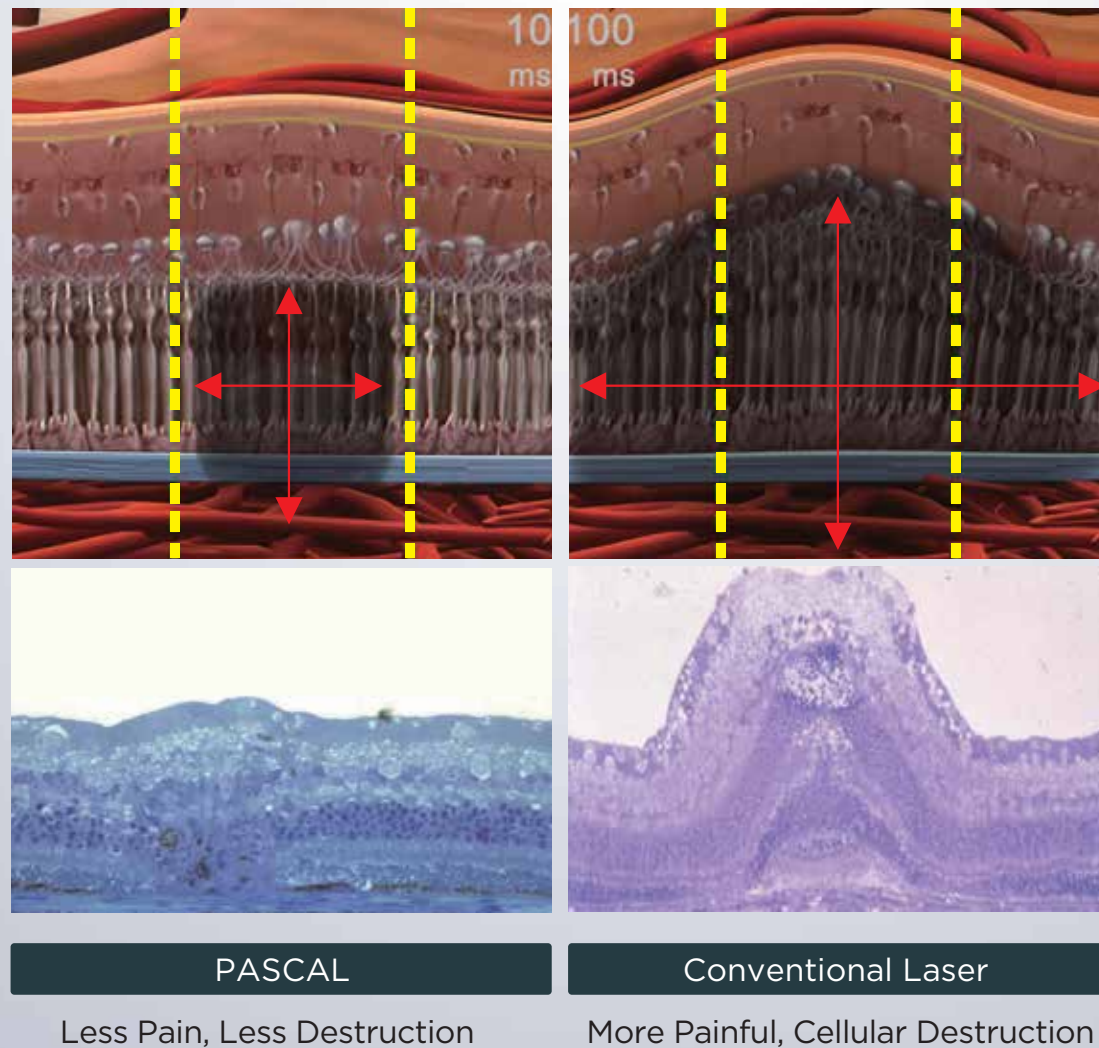 10
ms
100
ms
PASCAL
Less Pain, Less Destruction
Conventional Laser
More Painful, Cellular Destruction